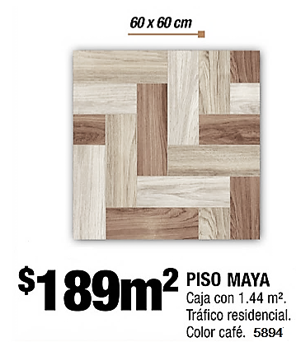 60 x 60 cm
$189m²
PISO MAYA
Caja con 1.44 m².
Tráfico residencial.
Color café. 5894